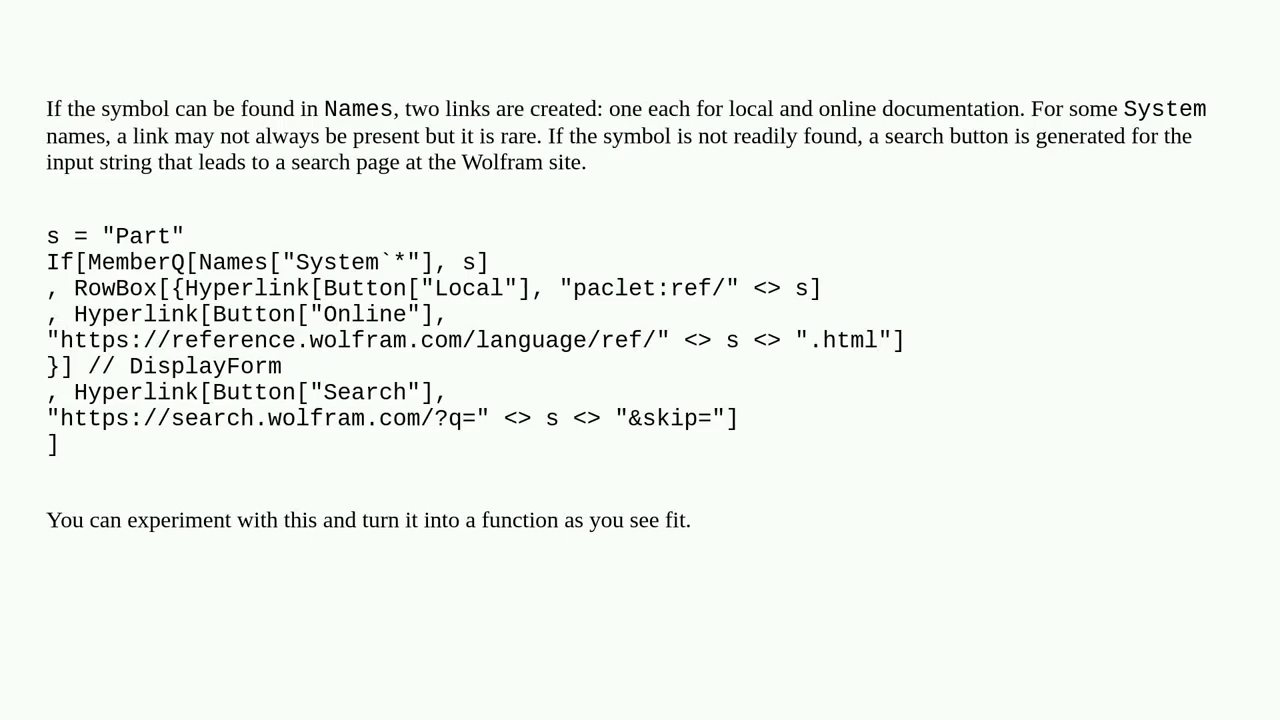 If the symbol can be found in Names, two links are created: one each for local and online documentation. For some System
names, a link may not always be present but it is rare. If the symbol is not readily found, a search button is generated for the
input string that leads to a search page at the Wolfram site.
s = "Part"
If[MemberQ[Names["System`*"], s]
, RowBox[{Hyperlink[Button["Local"], "paclet:ref/" <> s]
, Hyperlink[Button["Online"],
"https://reference.wolfram.com/language/ref/" <> s <> ".html"]
}] // DisplayForm
, Hyperlink[Button["Search"],
"https://search.wolfram.com/?q=" <> s <> "&skip="]
]
You can experiment with this and turn it into a function as you see fit.